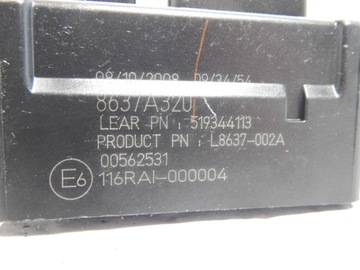 08/10/2008 08/34/54
8637A320
LEAR PN : 519344113
PRODUCT PN : L8637-002A
00562531
E6 116RAI-000004